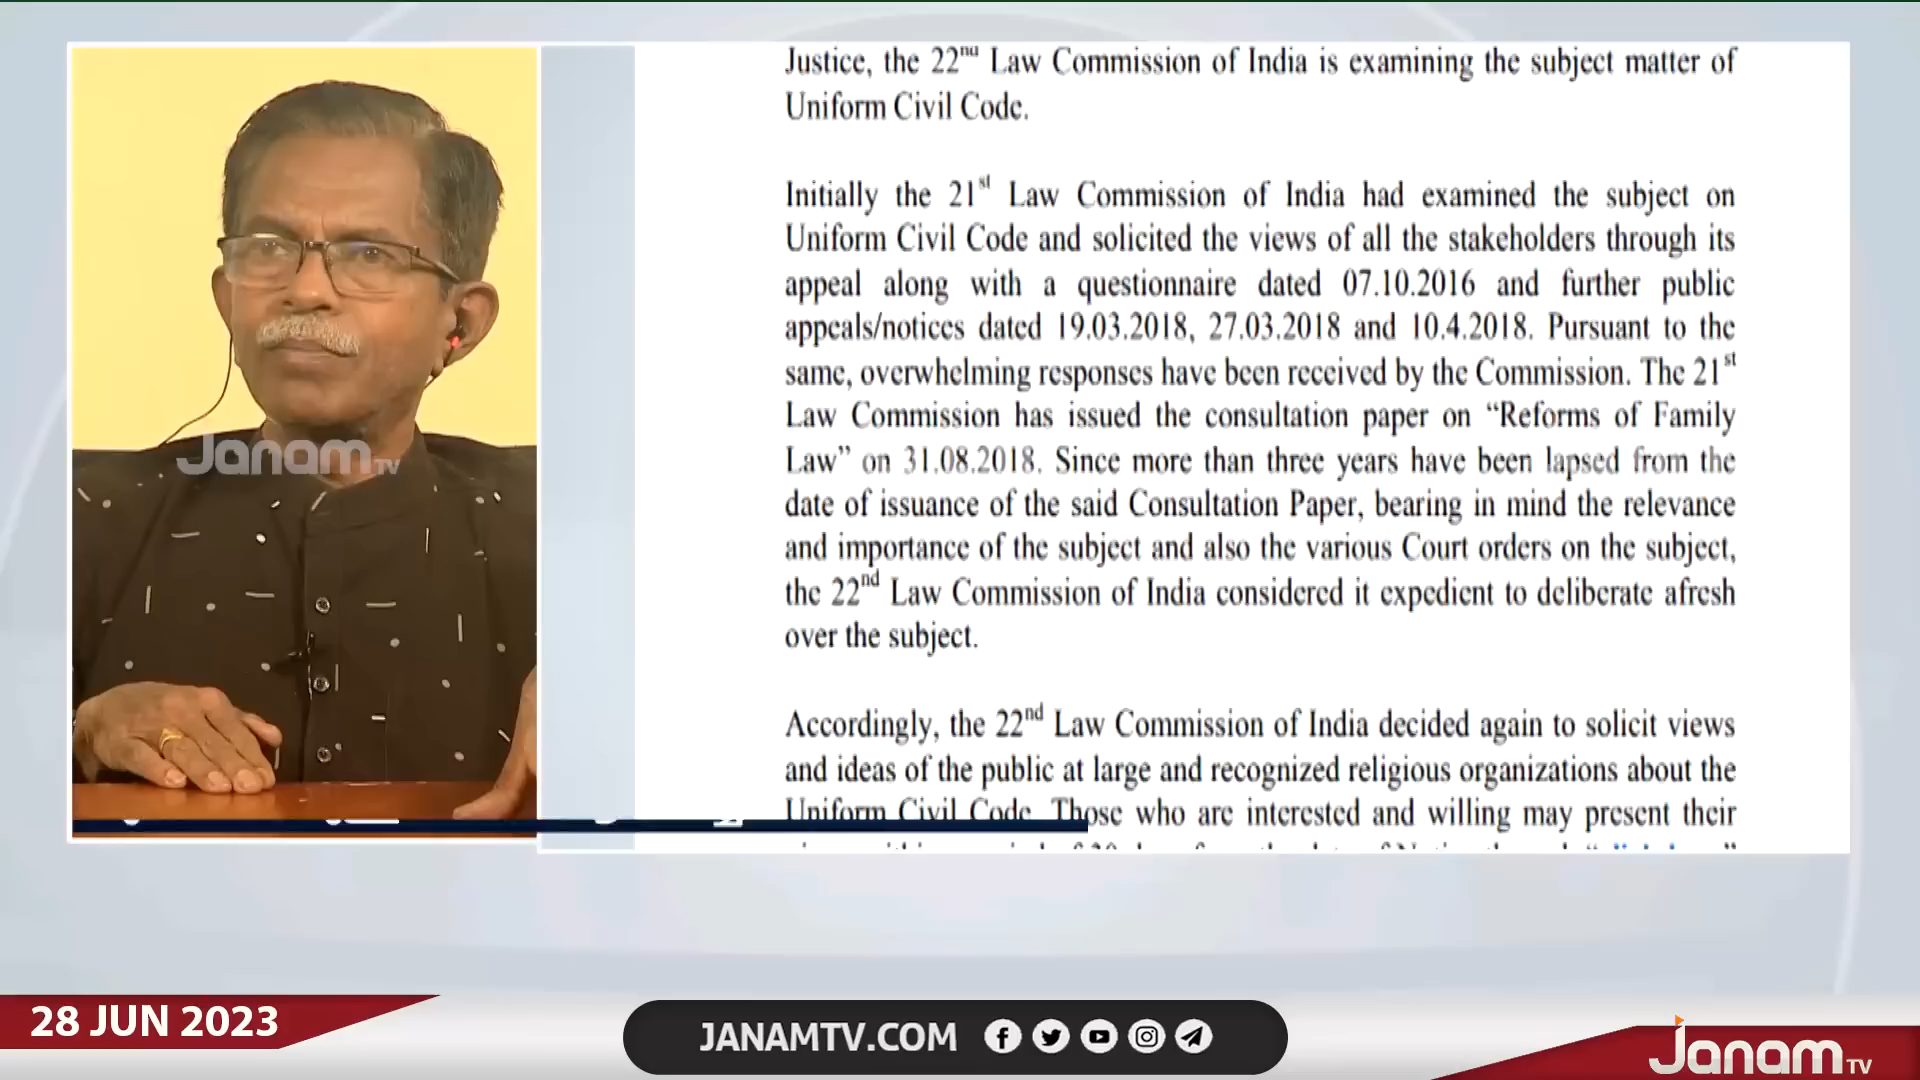 Justice, the 22nd Law Commission of India is examining the subject matter of
Uniform Civil Code.
Initially the 21st Law Commission of India had examined the subject on
Uniform Civil Code and solicited the views of all the stakeholders through its
appeal along with a questionnaire dated 07.10.2016 and further public
appeals/notices dated 19.03.2018, 27.03.2018 and 10.4.2018. Pursuant to the
same, overwhelming responses have been received by the Commission. The 21st
Law Commission has issued the consultation paper on “Reforms of Family
Law” on 31.08.2018. Since more than three years have been lapsed from the
date of issuance of the said Consultation Paper, bearing in mind the relevance
and importance of the subject and also the various Court orders on the subject,
the 22nd Law Commission of India considered it expedient to deliberate afresh
over the subject.
Accordingly, the 22nd Law Commission of India decided again to solicit views
and ideas of the public at large and recognized religious organizations about the
Uniform Civil Code. Those who are interested and willing may present their
Janam TV
28 JUN 2023
JANAMTV.COM
Janam TV